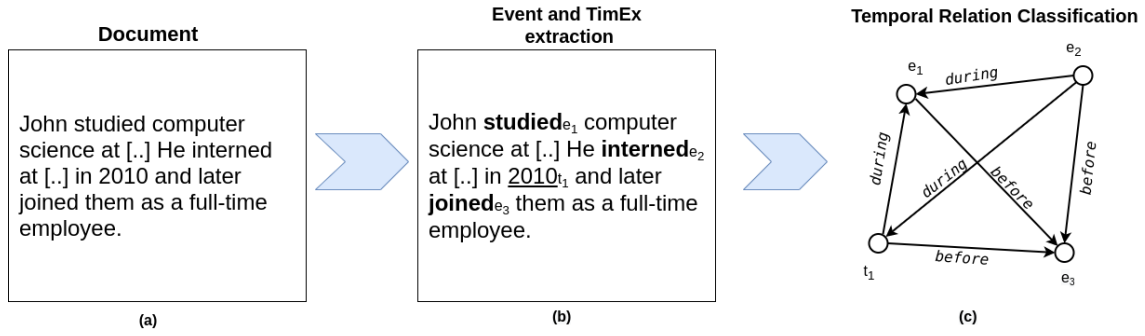 Document
John studied computer
science at [..] He interned
at [..] in 2010 and later
joined them as a full-time
employee.
(a)
Event and TimEx
extraction
John studiede1 computer
science at [..] He internede2
at [..] in 2010t1 and later
joinede3 them as a full-time
employee.
(b)
Temporal Relation Classification
e1
e2
during
during
during
before
before
before
t1
e3
(c)